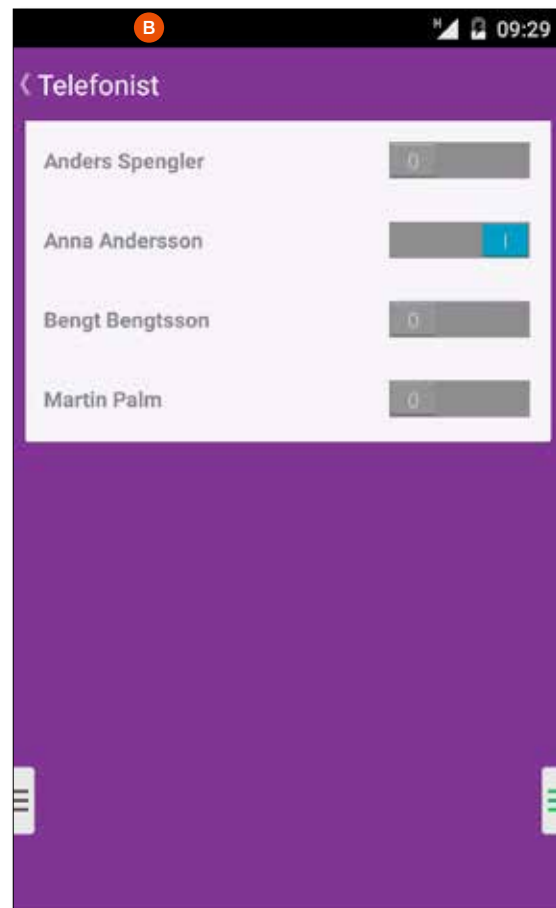 B
H 09:29
Telefonist
Anders Spengler 0
Anna Andersson I
Bengt Bengtsson 0
Martin Palm 0